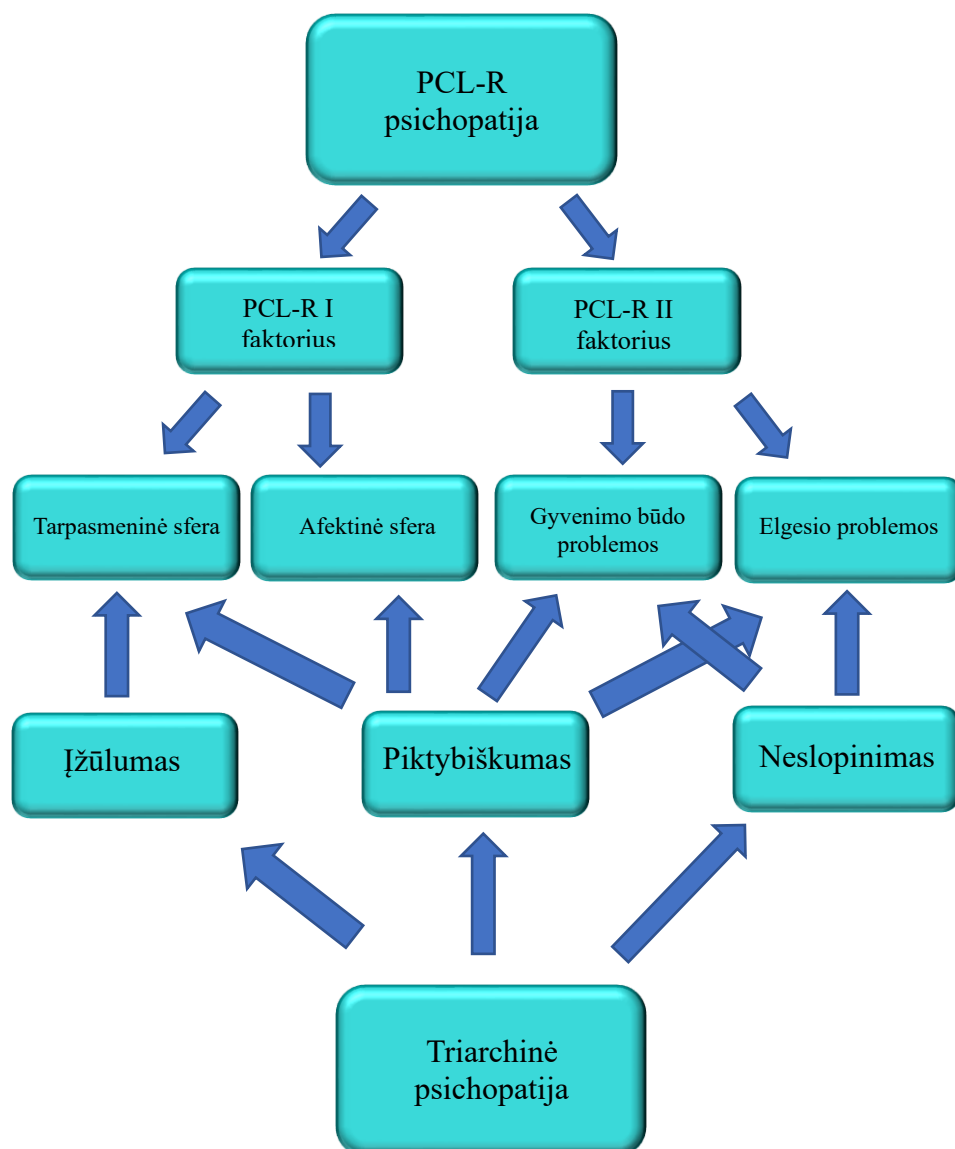 PCL-R
psichopatija
PCL-R I
faktorius
PCL-R II
faktorius
Tarpasmeninė sfera
Afektinė sfera
Gyvenimo būdo
problemos
Elgesio problemos
Įžūlumas
Piktybiškumas
Neslopinimas
Triarchinė
psichopatija